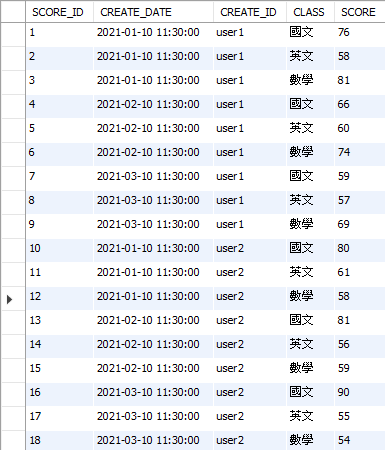 SCORE_ID CREATE_DATE CREATE_ID CLASS SCORE
1 2021-01-10 11:30:00 user1 國文 76
2 2021-01-10 11:30:00 user1 英文 58
3 2021-01-10 11:30:00 user1 數學 81
4 2021-02-10 11:30:00 user1 國文 66
5 2021-02-10 11:30:00 user1 英文 60
6 2021-02-10 11:30:00 user1 數學 74
7 2021-03-10 11:30:00 user1 國文 59
8 2021-03-10 11:30:00 user1 英文 57
9 2021-03-10 11:30:00 user1 數學 69
10 2021-01-10 11:30:00 user2 國文 80
11 2021-01-10 11:30:00 user2 英文 61
12 2021-01-10 11:30:00 user2 數學 58
13 2021-02-10 11:30:00 user2 國文 81
14 2021-02-10 11:30:00 user2 英文 56
15 2021-02-10 11:30:00 user2 數學 59
16 2021-03-10 11:30:00 user2 國文 90
17 2021-03-10 11:30:00 user2 英文 55
18 2021-03-10 11:30:00 user2 數學 54